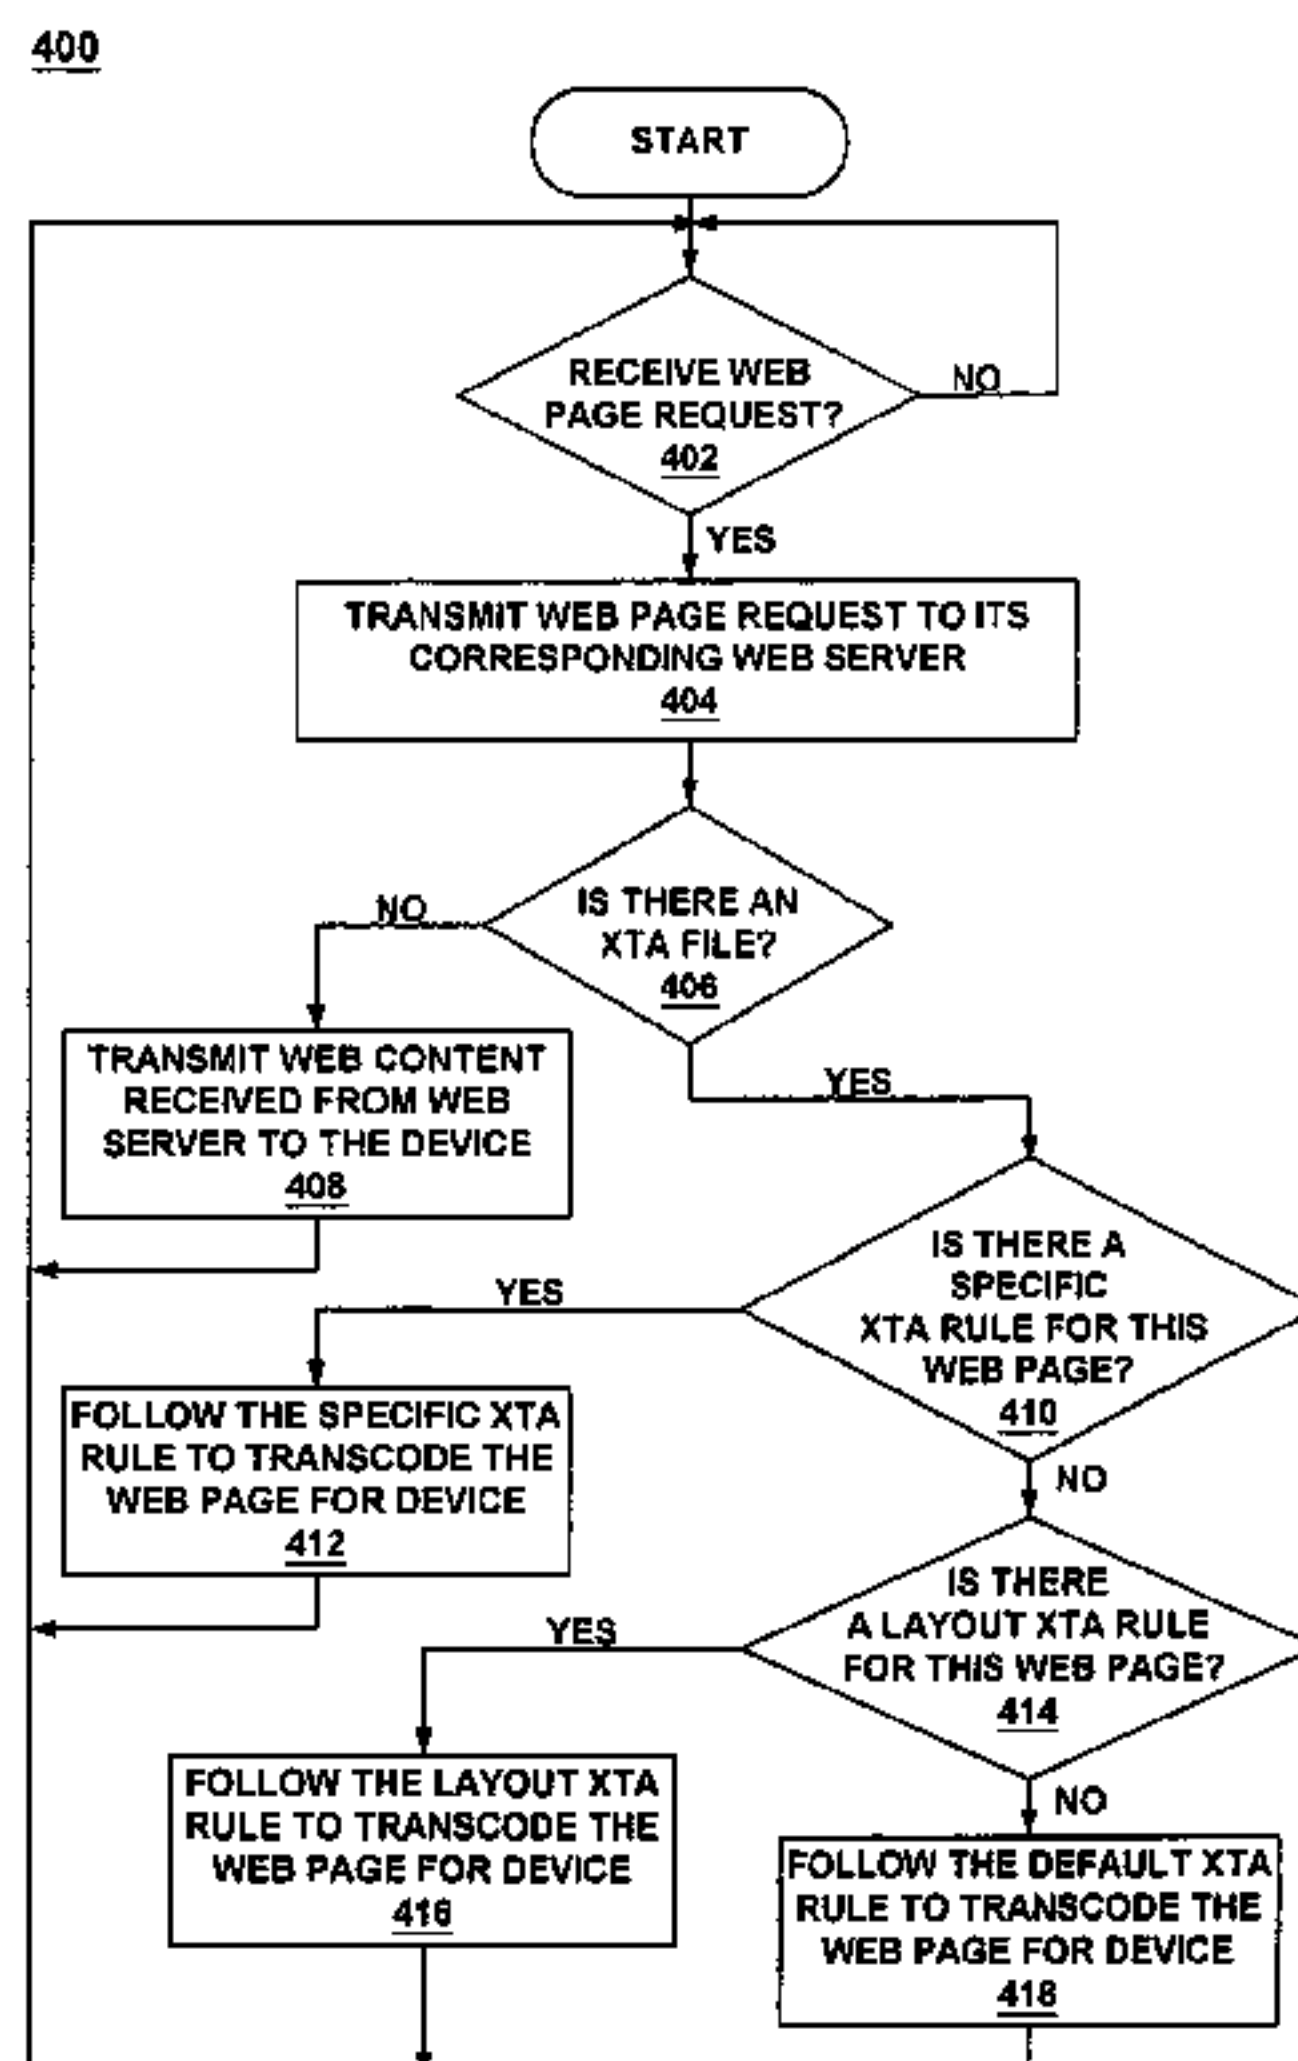 400
START
RECEIVE WEB
PAGE REQUEST?
402
NO
YES
TRANSMIT WEB PAGE REQUEST TO ITS
CORRESPONDING WEB SERVER
404
IS THERE AN
XTA FILE?
406
NO
YES
TRANSMIT WEB CONTENT
RECEIVED FROM WEB
SERVER TO THE DEVICE
408
IS THERE A
SPECIFIC
XTA RULE FOR THIS
WEB PAGE?
410
YES
NO
FOLLOW THE SPECIFIC XTA
RULE TO TRANSCODE THE
WEB PAGE FOR DEVICE
412
IS THERE
A LAYOUT XTA RULE
FOR THIS WEB PAGE?
414
YES
NO
FOLLOW THE LAYOUT XTA
RULE TO TRANSCODE THE
WEB PAGE FOR DEVICE
416
FOLLOW THE DEFAULT XTA
RULE TO TRANSCODE THE
WEB PAGE FOR DEVICE
418